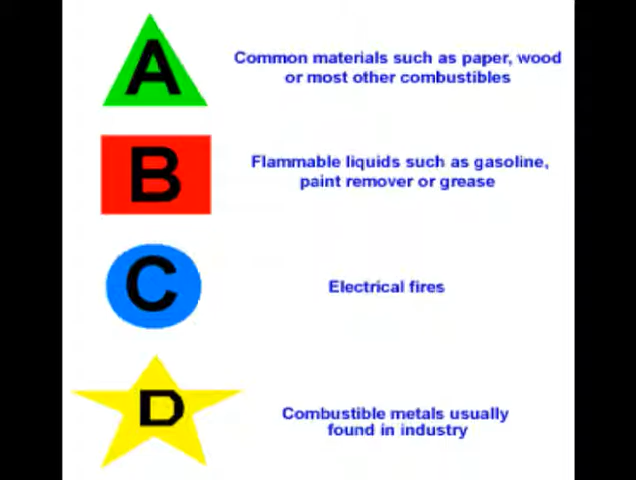 A
Common materials such as paper, wood
or most other combustibles
B
Flammable liquids such as gasoline,
paint remover or grease
C
Electrical fires
D
Combustible metals usually
found in industry